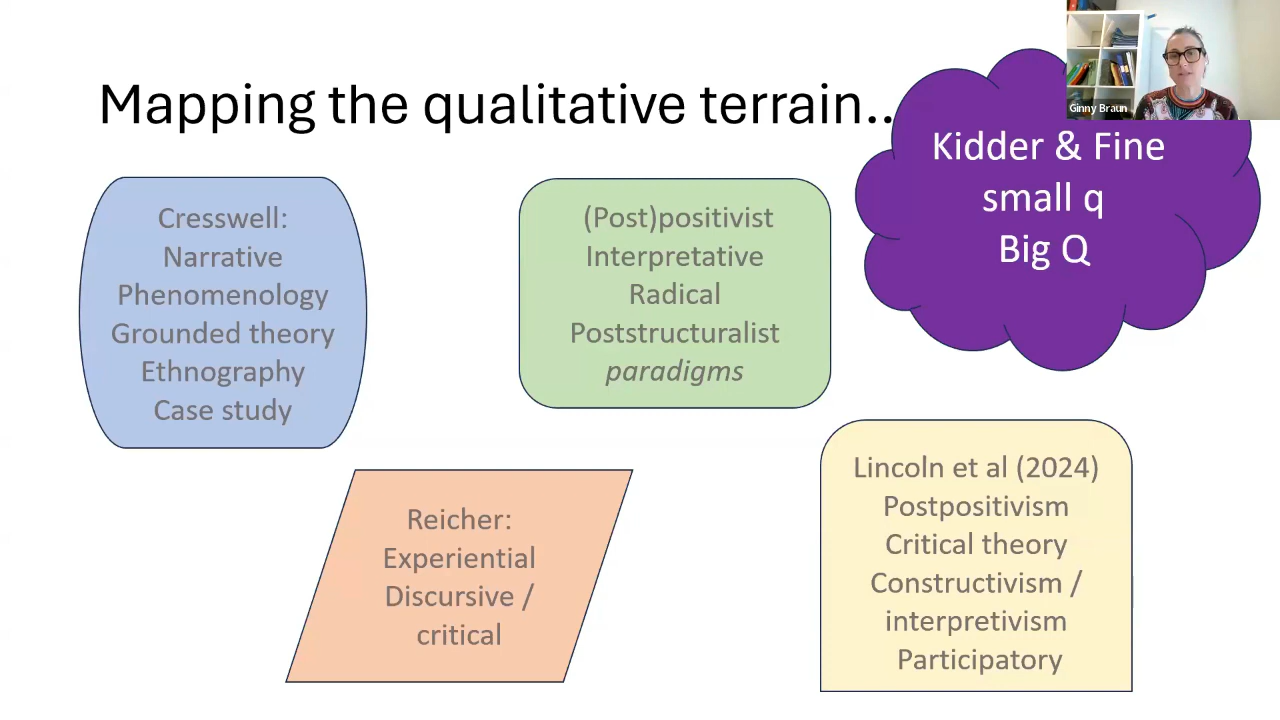 Mapping the qualitative terrain..
Ginny Braun
Kidder & Fine
small q
Big Q
Cresswell:
Narrative
Phenomenology
Grounded theory
Ethnography
Case study
(Post)positivist
Interpretative
Radical
Poststructuralist
paradigms
Reicher:
Experiential
Discursive /
critical
Lincoln et al (2024)
Postpositivism
Critical theory
Constructivism /
interpretivism
Participatory